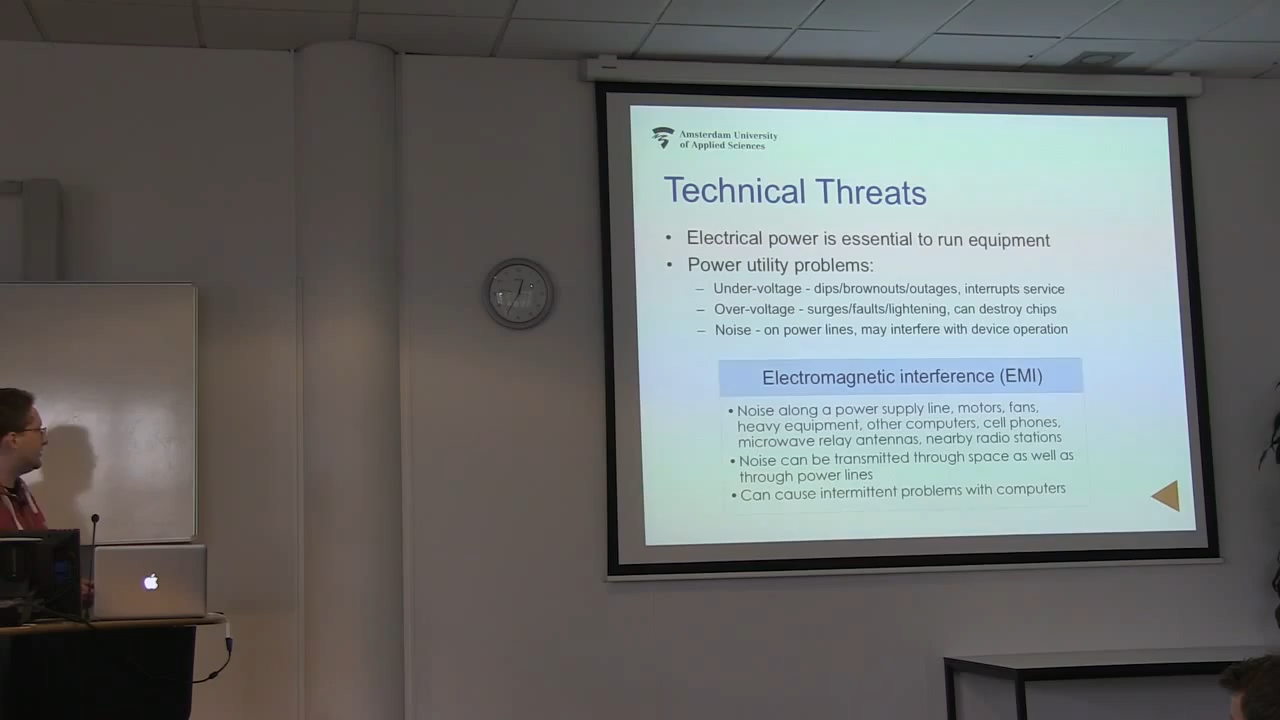 Amsterdam University
of Applied Sciences
Technical Threats
• Electrical power is essential to run equipment
• Power utility problems:
– Under-voltage - dips/brownouts/outages, interrupts service
– Over-voltage - surges/faults/lightening, can destroy chips
– Noise - on power lines, may interfere with device operation
Electromagnetic interference (EMI)
• Noise along a power supply line, motors, fans,
heavy equipment, other computers, cell phones,
microwave relay antennas, nearby radio stations
• Noise can be transmitted through space as well as
through power lines
• Can cause intermittent problems with computers